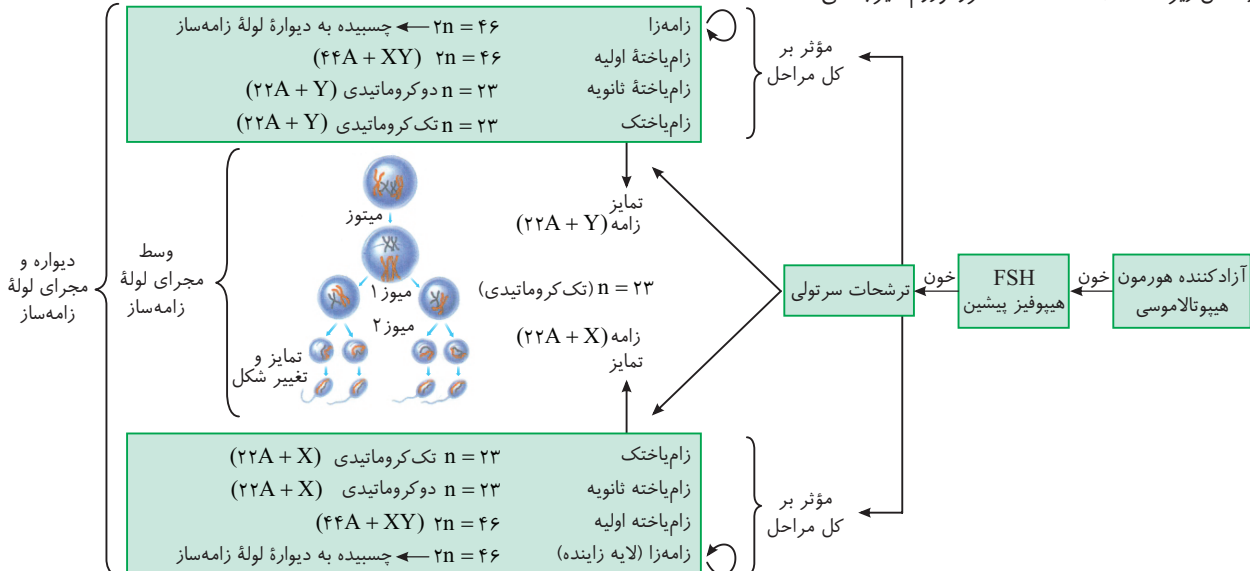 زامه‌زا ۲n = ۴۶ ← چسبیده به دیوارهٔ لولهٔ زامه‌ساز
زام‌یاختهٔ اولیه ۲n = ۴۶ (۴۴A + XY)
زام‌یاختهٔ ثانویه n = ۲۳ دوکروماتیدی (۲۲A + Y)
زام‌یاختک n = ۲۳ تک‌کروماتیدی (۲۲A + Y)
مؤثر بر
کل مراحل
تمایز
زامه (۲۲A + Y)
n = ۲۳ (تک‌کروماتیدی)
زامه (۲۲A + X)
تمایز
آزادکننده هورمون
هیپوتالاموسی
خون
FSH
هیپوفیز پیشین
خون
ترشحات سرتولی
میتوز
میوز ۱
میوز ۲
تمایز و
تغییر شکل
وسط
مجرای لولهٔ
زامه‌ساز
دیواره و
مجرای لولهٔ
زامه‌ساز
زام‌یاختک n = ۲۳ تک‌کروماتیدی (۲۲A + X)
زام‌یاخته ثانویه n = ۲۳ دوکروماتیدی (۲۲A + X)
زام‌یاخته اولیه ۲n = ۴۶ (۴۴A + XY)
زامه‌زا (لایه زاینده) ۲n = ۴۶ ← چسبیده به دیوارهٔ لولهٔ زامه‌ساز
مؤثر بر
کل مراحل